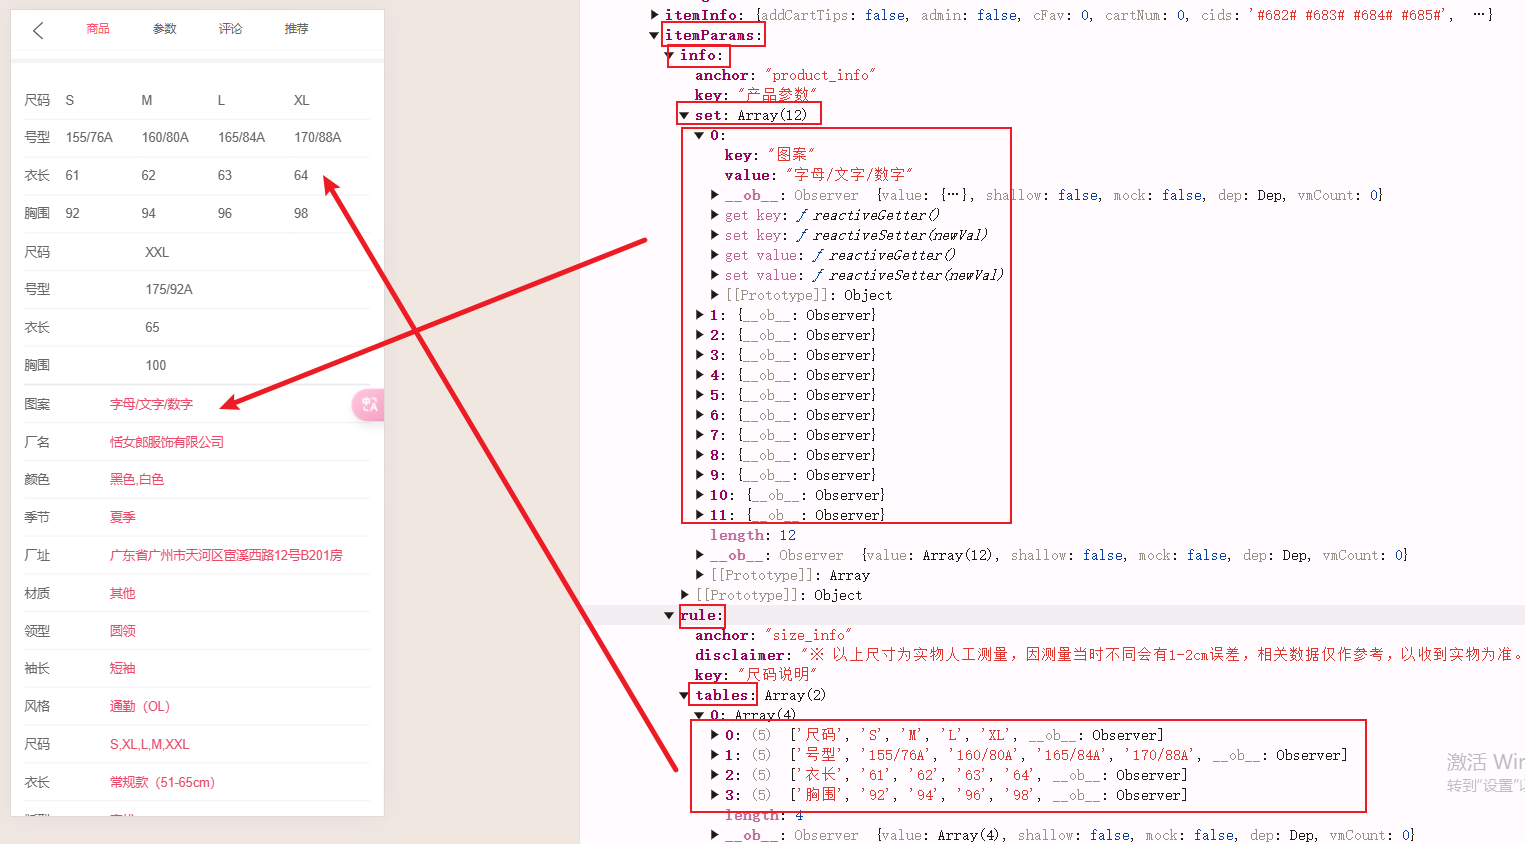 商品 参数 评论 推荐
尺码 S M L XL
号型 155/76A 160/80A 165/84A 170/88A
衣长 61 62 63 64
胸围 92 94 96 98
尺码 XXL
号型 175/92A
衣长 65
胸围 100
图案 字母/文字/数字
厂名 恬女郎服饰有限公司
颜色 黑色,白色
季节 夏季
厂址 广东省广州市天河区宦溪西路12号B201房
材质 其他
领型 圆领
袖长 短袖
风格 通勤（OL）
尺码 S,XL,L,M,XXL
衣长 常规款（51-65cm）
中A
itemInfo: {addCartTips: false, admin: false, cFav: 0, cartNum: 0, cids: '#682# #683# #684# #685#', …}
itemParams:
info:
anchor: "product_info"
key: "产品参数"
set: Array(12)
0:
key: "图案"
value: "字母/文字/数字"
__ob__: Observer {value: {…}, shallow: false, mock: false, dep: Dep, vmCount: 0}
get key: ƒ reactiveGetter()
set key: ƒ reactiveSetter(newVal)
get value: ƒ reactiveGetter()
set value: ƒ reactiveSetter(newVal)
[[Prototype]]: Object
1: {__ob__: Observer}
2: {__ob__: Observer}
3: {__ob__: Observer}
4: {__ob__: Observer}
5: {__ob__: Observer}
6: {__ob__: Observer}
7: {__ob__: Observer}
8: {__ob__: Observer}
9: {__ob__: Observer}
10: {__ob__: Observer}
11: {__ob__: Observer}
length: 12
__ob__: Observer {value: Array(12), shallow: false, mock: false, dep: Dep, vmCount: 0}
[[Prototype]]: Array
[[Prototype]]: Object
rule:
anchor: "size_info"
disclaimer: "※ 以上尺寸为实物人工测量，因测量当时不同会有1-2cm误差，相关数据仅作参考，以收到实物为准。
key: "尺码说明"
tables: Array(2)
0: Array(4)
0: (5) ['尺码', 'S', 'M', 'L', 'XL', __ob__: Observer]
1: (5) ['号型', '155/76A', '160/80A', '165/84A', '170/88A', __ob__: Observer]
2: (5) ['衣长', '61', '62', '63', '64', __ob__: Observer]
3: (5) ['胸围', '92', '94', '96', '98', __ob__: Observer]
length: 4
__ob__: Observer {value: Array(4), shallow: false, mock: false, dep: Dep, vmCount: 0}
激活 Win
转到"设置"以